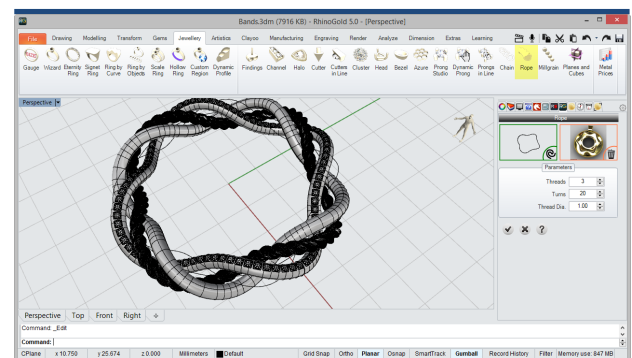 Bands.3dm (7916 KB) - RhinoGold 5.0 - [Perspective]
File Drawing Modelling Transform Gems Jewellery Artistics Clayoo Manufacturing Engraving Render Analyze Dimension Extras Learning
Gauge Wizard Eternity Ring Signet Ring Ring by Curve Ring by Objects Scale Ring Hollow Ring Custom Region Dynamic Profile Findings Channel Halo Cutter Cutters in Line Cluster Head Bezel Azure Prong Studio Dynamic Prong Prongs in Line Chain Rope Millgrain Planes and Cubes Metal Prices
Perspective
Rope
Parameters
Threads 3
Turns 20
Thread Dia. 1.00
Perspective Top Front Right
Command: _Edit
Command:
CPlane x 10.750 y 25.674 z 0.000 Millimeters Default Grid Snap Ortho Planar Osnap SmartTrack Gumball Record History Filter Memory use: 847 MB